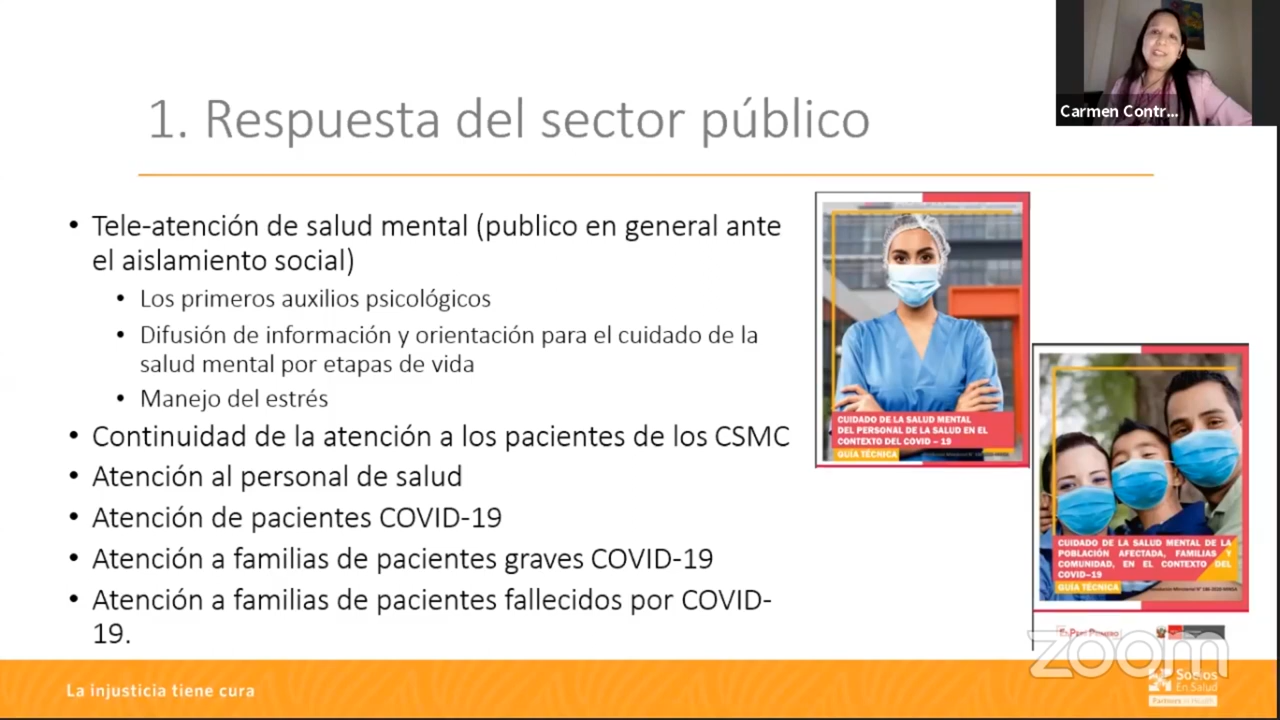 Carmen Contr...
1. Respuesta del sector público
• Tele-atención de salud mental (publico en general ante
el aislamiento social)
• Los primeros auxilios psicológicos
• Difusión de información y orientación para el cuidado de la
salud mental por etapas de vida
• Manejo del estrés
• Continuidad de la atención a los pacientes de los CSMC
• Atención al personal de salud
• Atención de pacientes COVID-19
• Atención a familias de pacientes graves COVID-19
• Atención a familias de pacientes fallecidos por COVID-
19.
CUIDADO DE LA SALUD MENTAL
DEL PERSONAL DE LA SALUD EN EL
CONTEXTO DEL COVID – 19
GUÍA TÉCNICA
CUIDADO DE LA SALUD MENTAL DE LA
POBLACIÓN AFECTADA, FAMILIAS Y
COMUNIDAD, EN EL CONTEXTO DEL
COVID–19
GUÍA TÉCNICA
EL PERÚ PRIMERO
zoom
La injusticia tiene cura
Socios
En Salud
Partners In Health